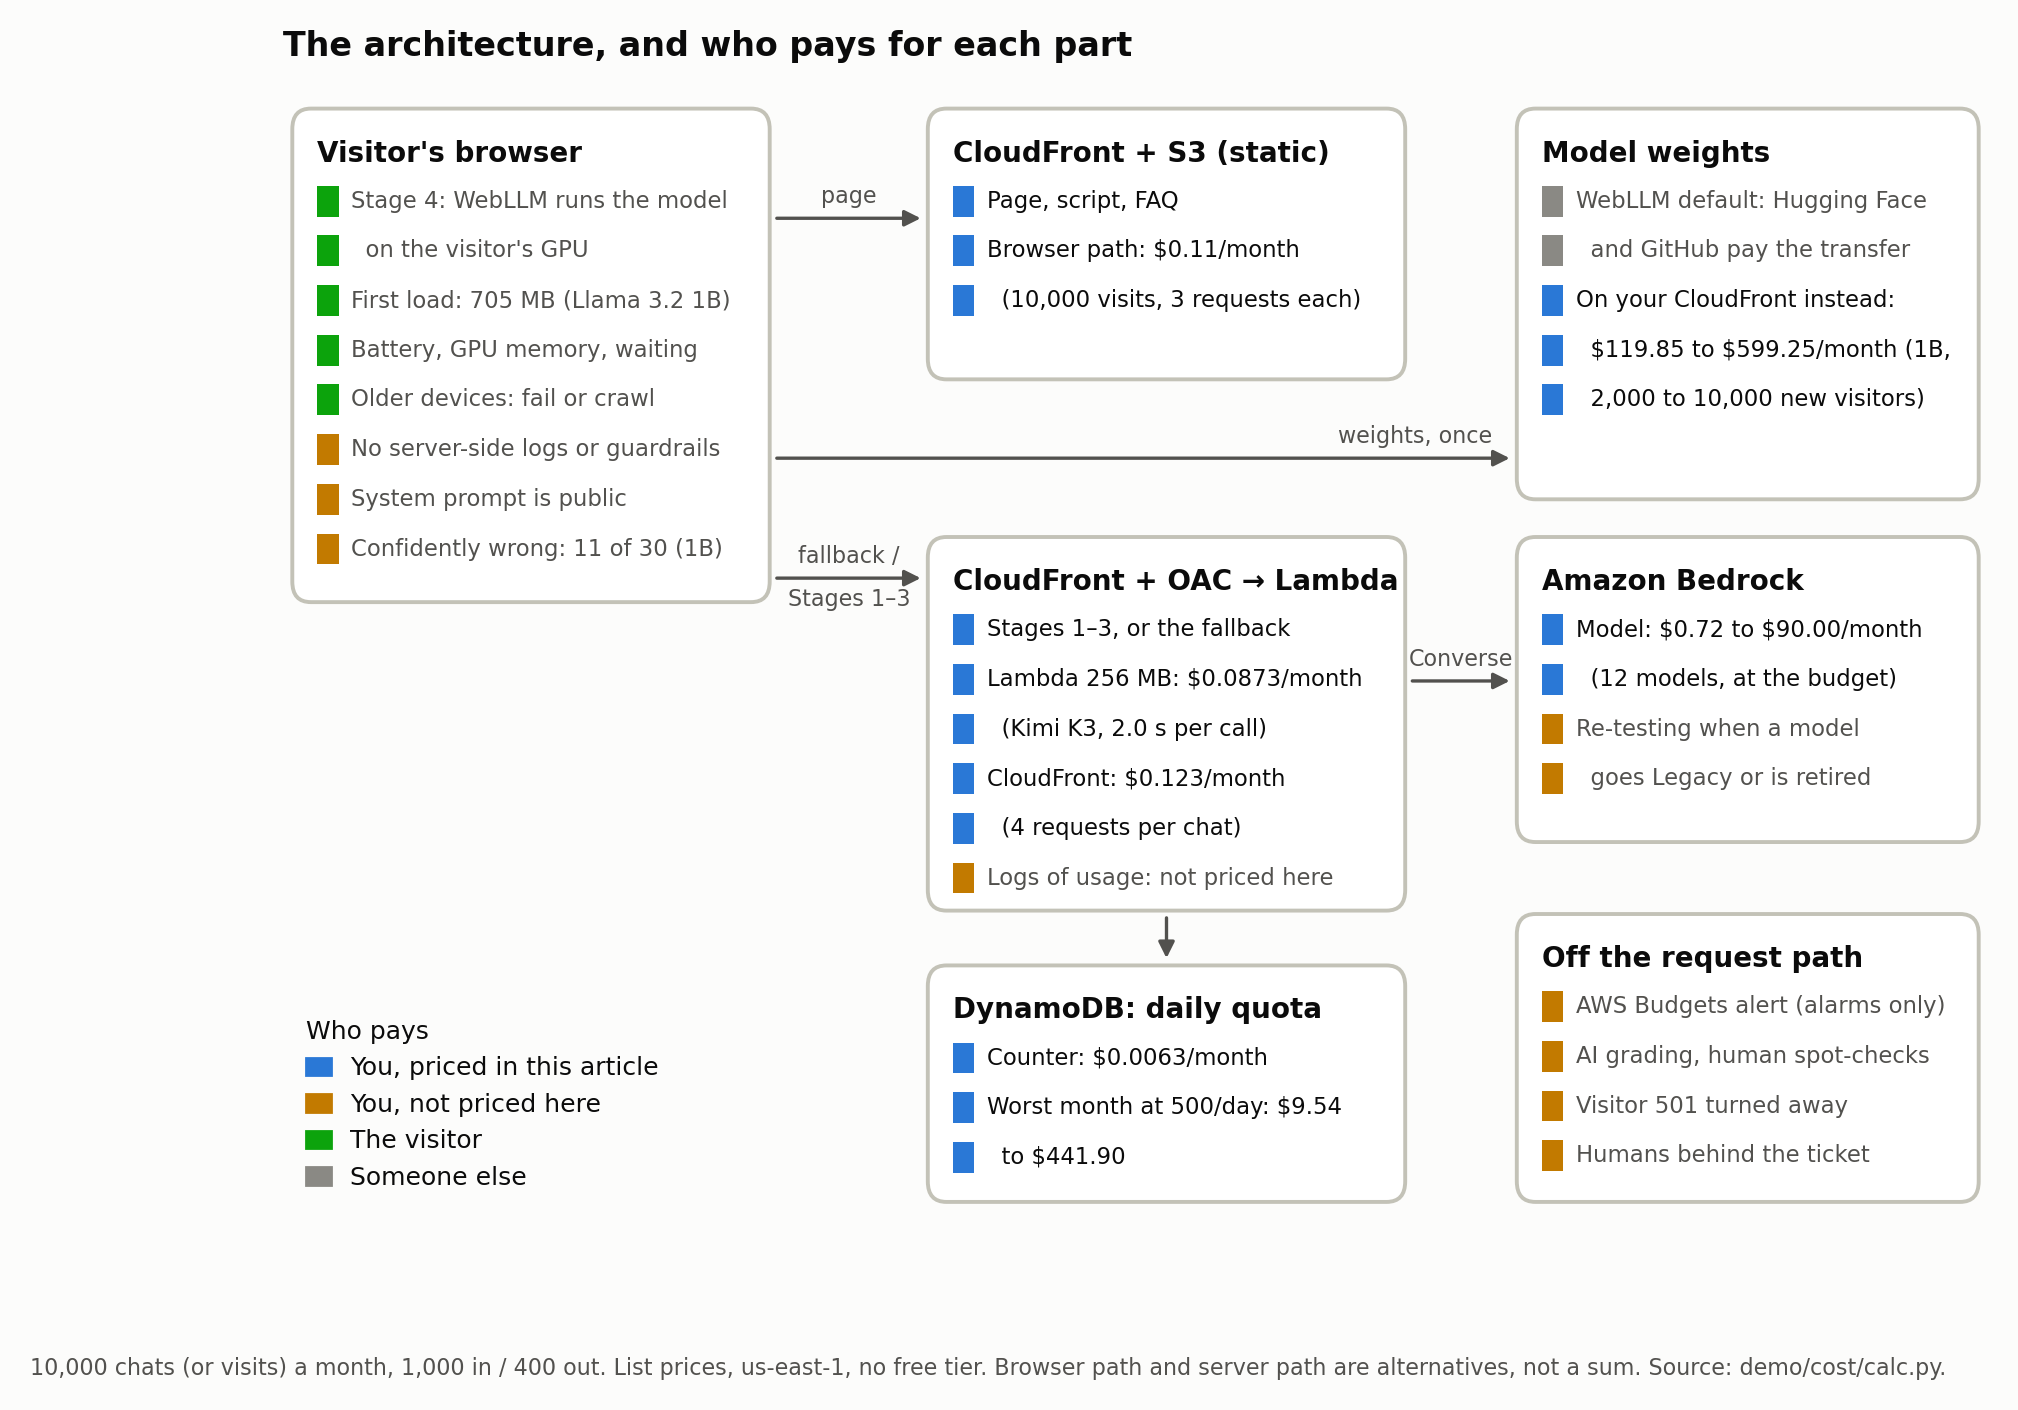 The architecture, and who pays for each part
Visitor's browser
Stage 4: WebLLM runs the model
on the visitor's GPU
First load: 705 MB (Llama 3.2 1B)
Battery, GPU memory, waiting
Older devices: fail or crawl
No server-side logs or guardrails
System prompt is public
Confidently wrong: 11 of 30 (1B)
page
CloudFront + S3 (static)
Page, script, FAQ
Browser path: $0.11/month
(10,000 visits, 3 requests each)
Model weights
WebLLM default: Hugging Face
and GitHub pay the transfer
On your CloudFront instead:
$119.85 to $599.25/month (1B,
2,000 to 10,000 new visitors)
weights, once
fallback /
Stages 1–3
CloudFront + OAC → Lambda
Stages 1–3, or the fallback
Lambda 256 MB: $0.0873/month
(Kimi K3, 2.0 s per call)
CloudFront: $0.123/month
(4 requests per chat)
Logs of usage: not priced here
Converse
Amazon Bedrock
Model: $0.72 to $90.00/month
(12 models, at the budget)
Re-testing when a model
goes Legacy or is retired
DynamoDB: daily quota
Counter: $0.0063/month
Worst month at 500/day: $9.54
to $441.90
Off the request path
AWS Budgets alert (alarms only)
AI grading, human spot-checks
Visitor 501 turned away
Humans behind the ticket
Who pays
You, priced in this article
You, not priced here
The visitor
Someone else
10,000 chats (or visits) a month, 1,000 in / 400 out. List prices, us-east-1, no free tier. Browser path and server path are alternatives, not a sum. Source: demo/cost/calc.py.